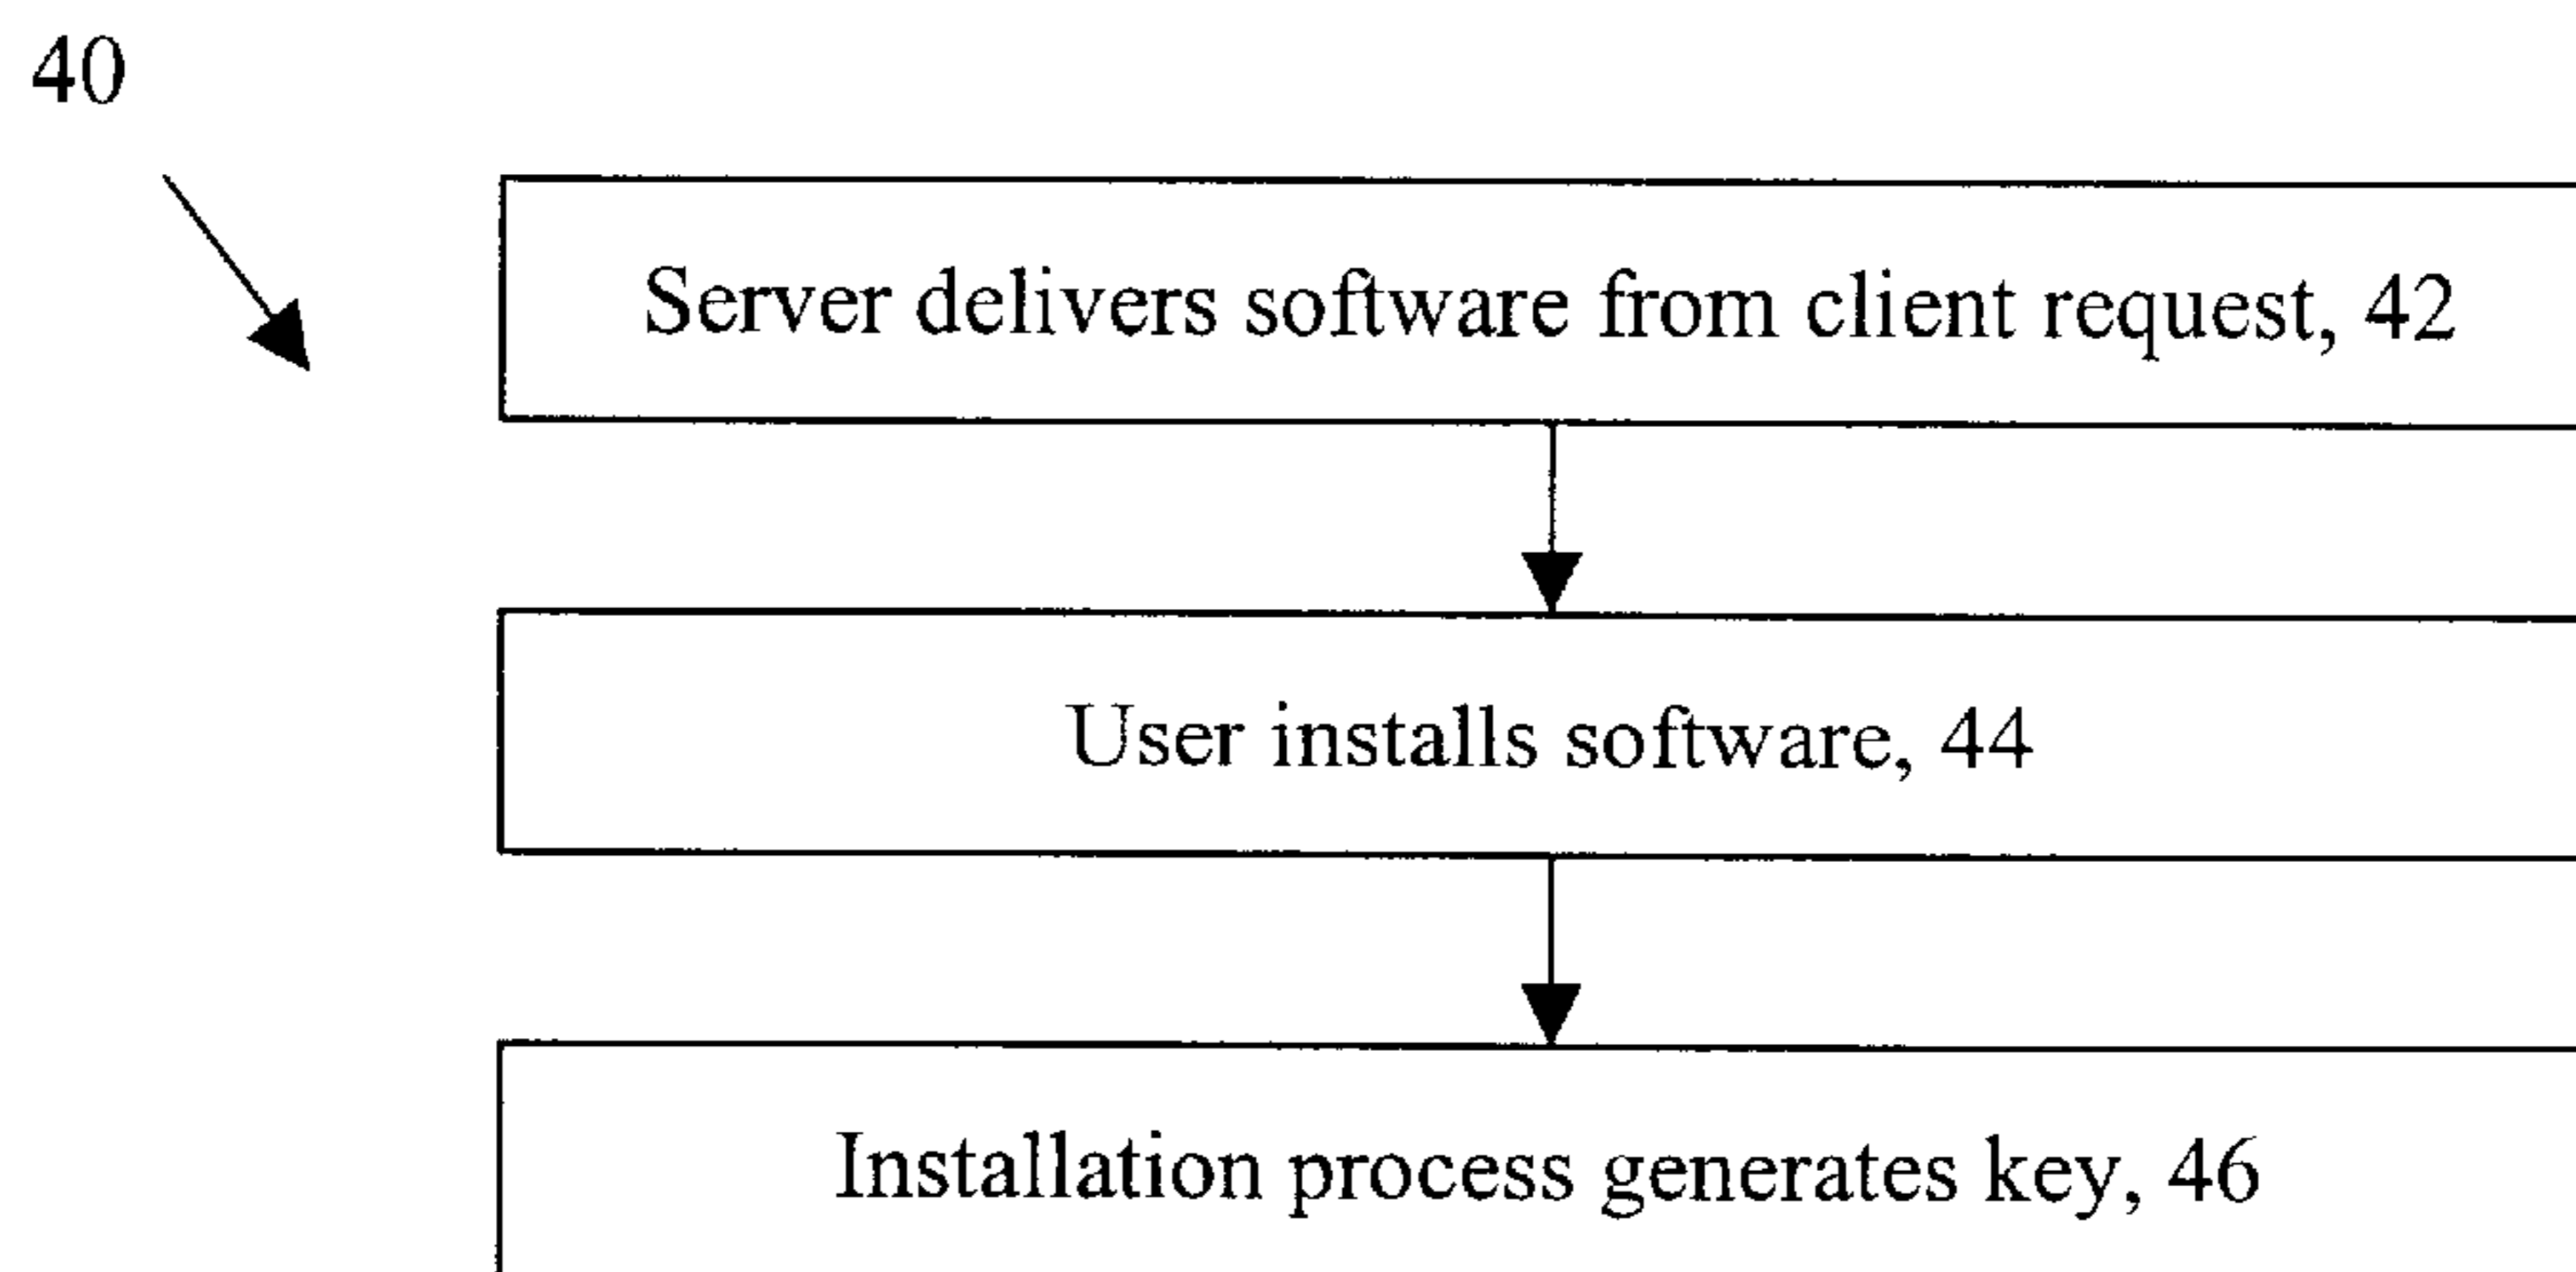 40
Server delivers software from client request, 42
User installs software, 44
Installation process generates key, 46